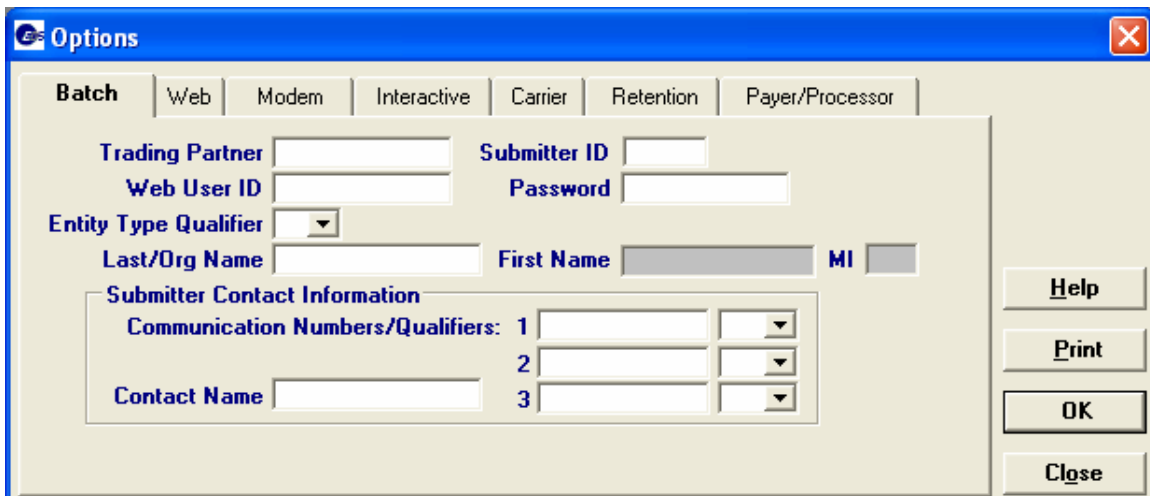 Options
Batch Web Modem Interactive Carrier Retention Payer/Processor
Trading Partner Submitter ID
Web User ID Password
Entity Type Qualifier
Last/Org Name First Name MI
Submitter Contact Information
Communication Numbers/Qualifiers: 1
2
Contact Name 3
Help
Print
OK
Close